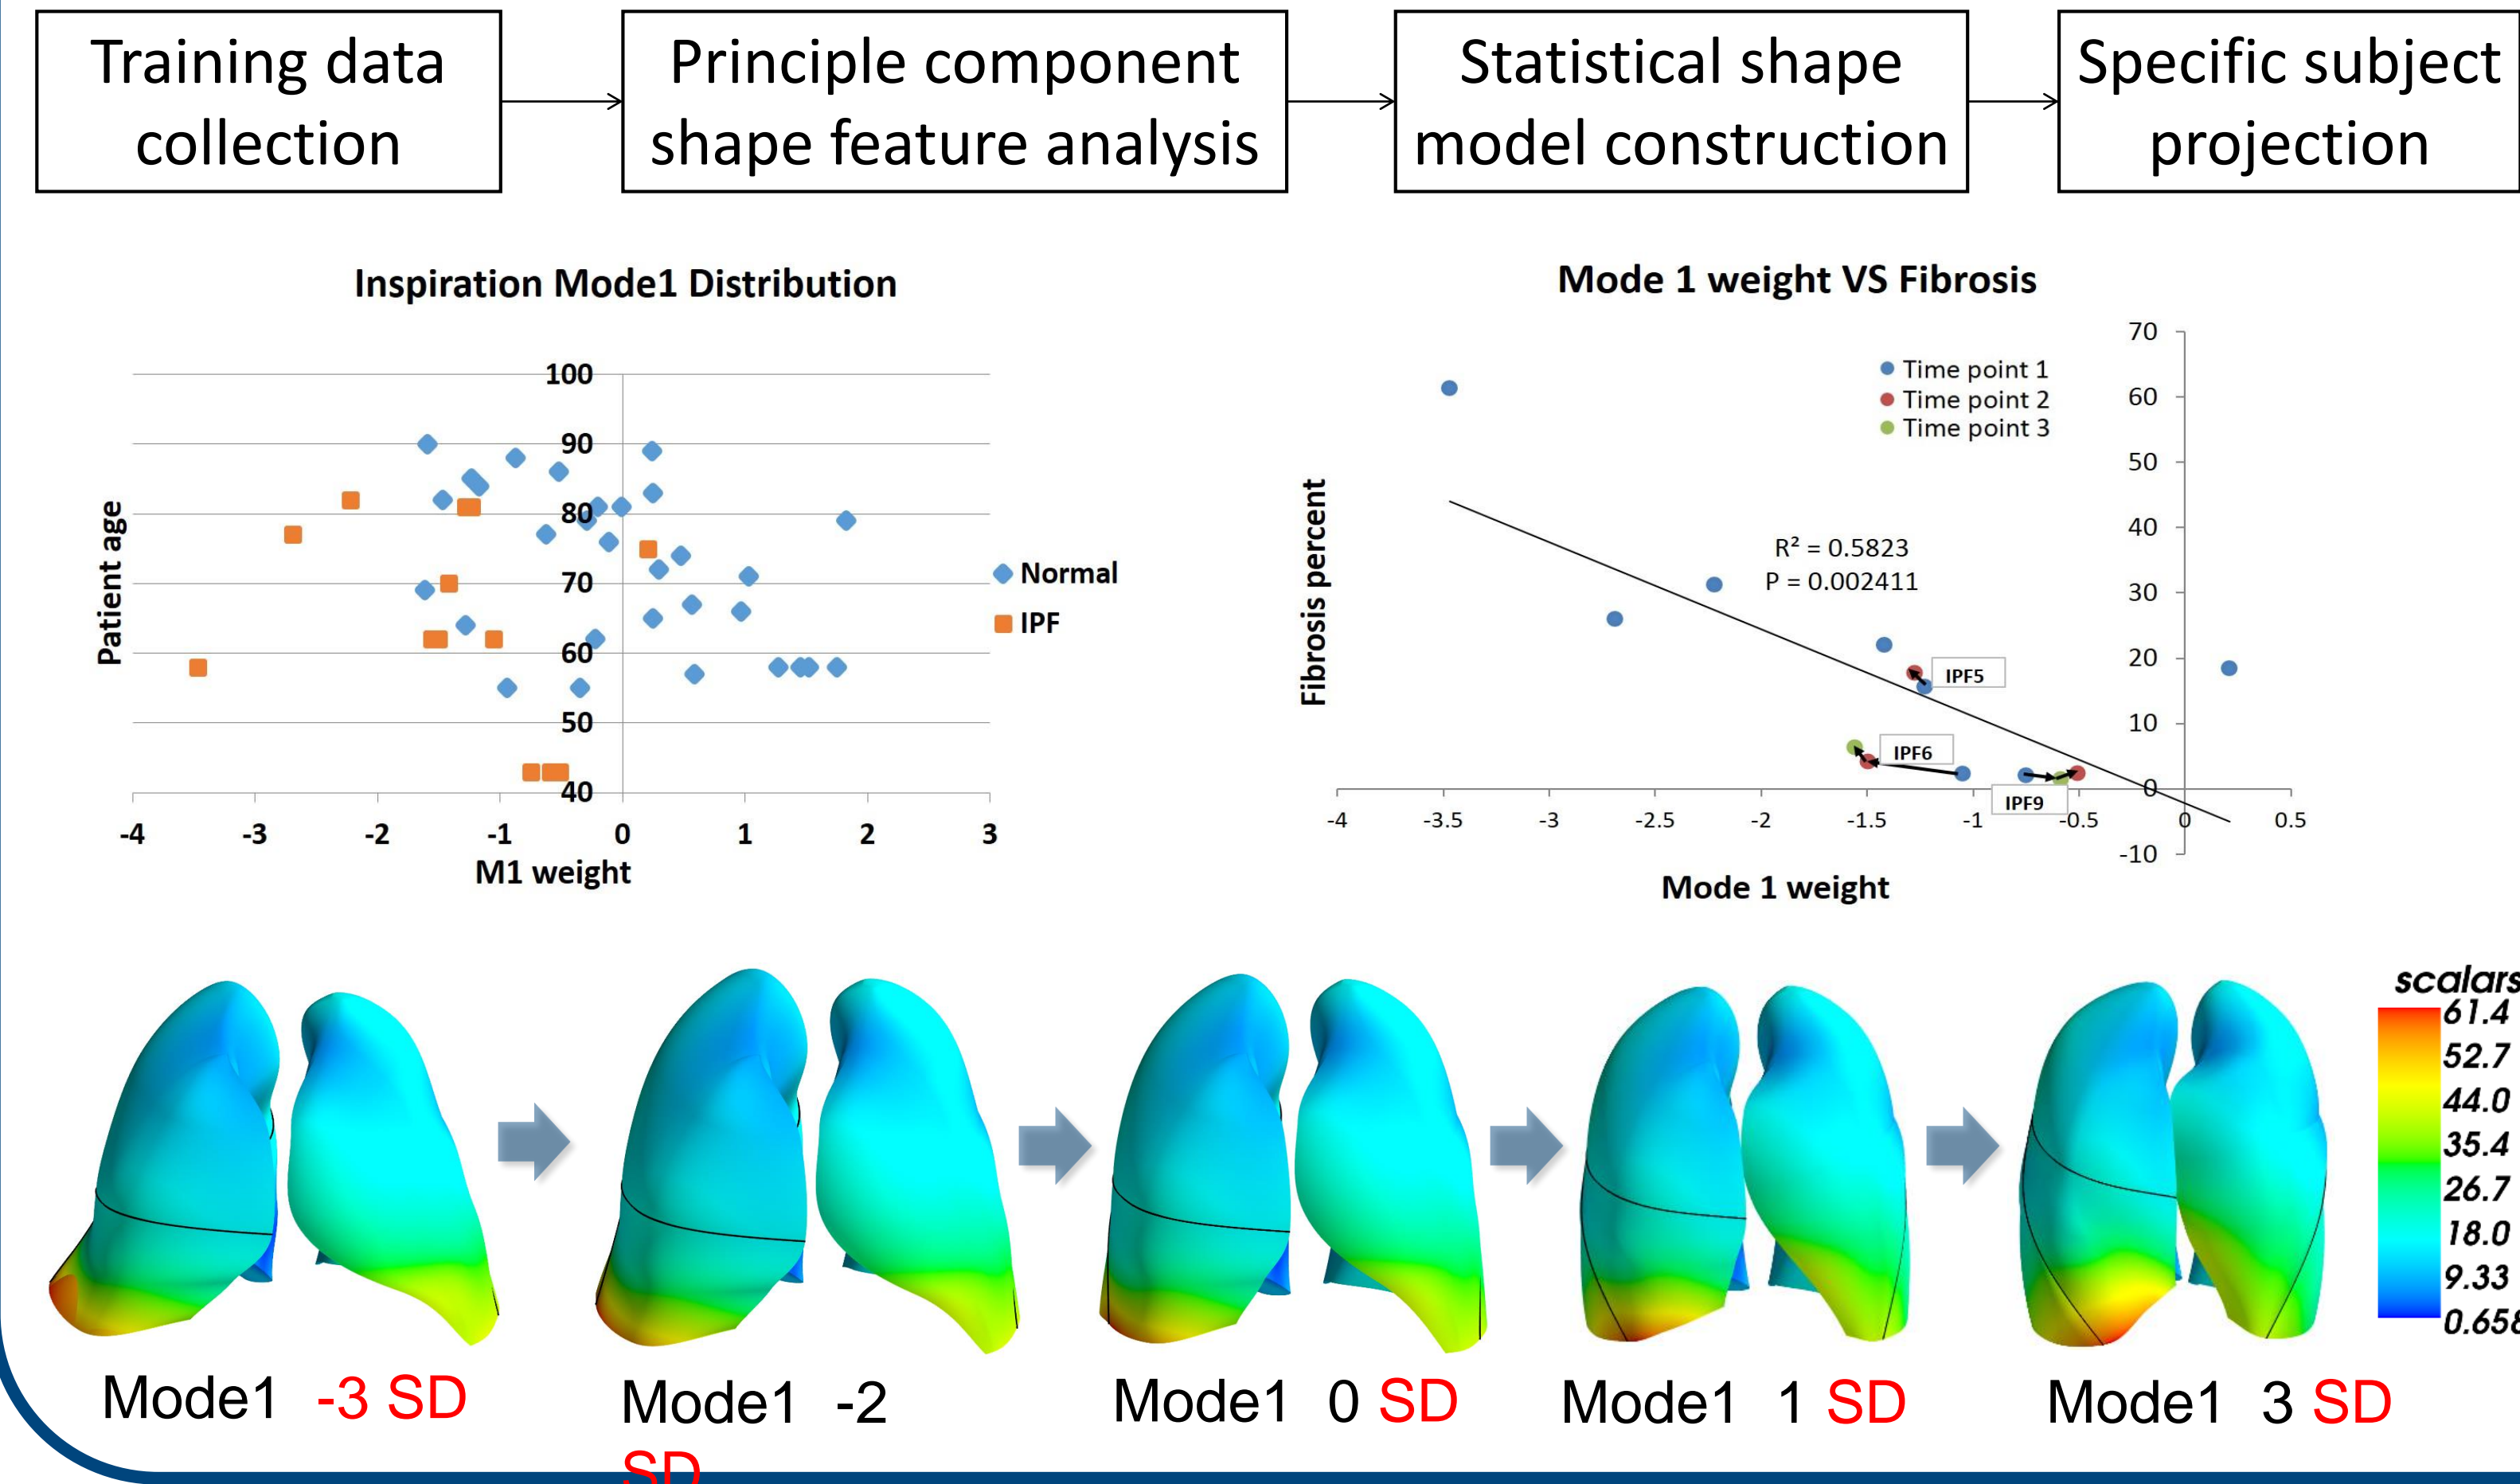 Training data
collection
Principle component
shape feature analysis
Statistical shape
model construction
Specific subject
projection
Inspiration Mode1 Distribution
100
90
80
70
60
50
40
Patient age
-4 -3 -2 -1 0 1 2 3
M1 weight
Normal
IPF
Mode 1 weight VS Fibrosis
70
60
50
40
30
20
10
0
-10
Time point 1
Time point 2
Time point 3
Fibrosis percent
R² = 0.5823
P = 0.002411
IPF5
IPF6
IPF9
-4 -3.5 -3 -2.5 -2 -1.5 -1 -0.5 0 0.5
Mode 1 weight
scalars
61.4
52.7
44.0
35.4
26.7
18.0
9.33
0.658
Mode1 -3 SD
Mode1 -2
SD
Mode1 0 SD
Mode1 1 SD
Mode1 3 SD